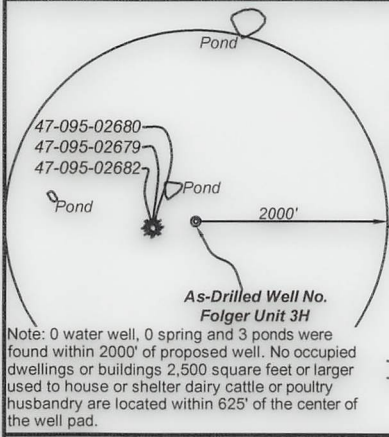 Pond
47-095-02680
47-095-02679
47-095-02682
Pond
Pond
2000'
As-Drilled Well No.
Folger Unit 3H
Note: 0 water well, 0 spring and 3 ponds were
found within 2000' of proposed well. No occupied
dwellings or buildings 2,500 square feet or larger
used to house or shelter dairy cattle or poultry
husbandry are located within 625' of the center of
the well pad.